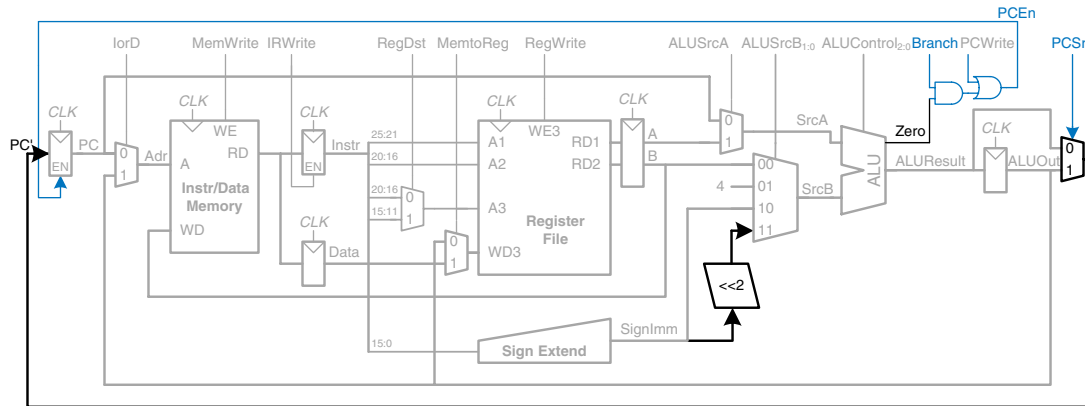 PCEn
IorD MemWrite IRWrite RegDst MemtoReg RegWrite ALUSrcA ALUSrcB1:0 ALUControl2:0 Branch PCWrite PCSr
CLK CLK CLK CLK CLK CLK
PC' PC EN
0 1 Adr
WE A RD Instr/Data Memory WD
EN Instr
CLK Data
25:21
20:16
20:16 0
15:11 1
0 1
WE3 A1 RD1 A2 RD2 A3 Register File WD3
A
B
0 1 SrcA
4
00
01
10
11
SrcB
Zero
ALU
ALUResult
ALUOut
0 1
<<2
SignImm
15:0
Sign Extend